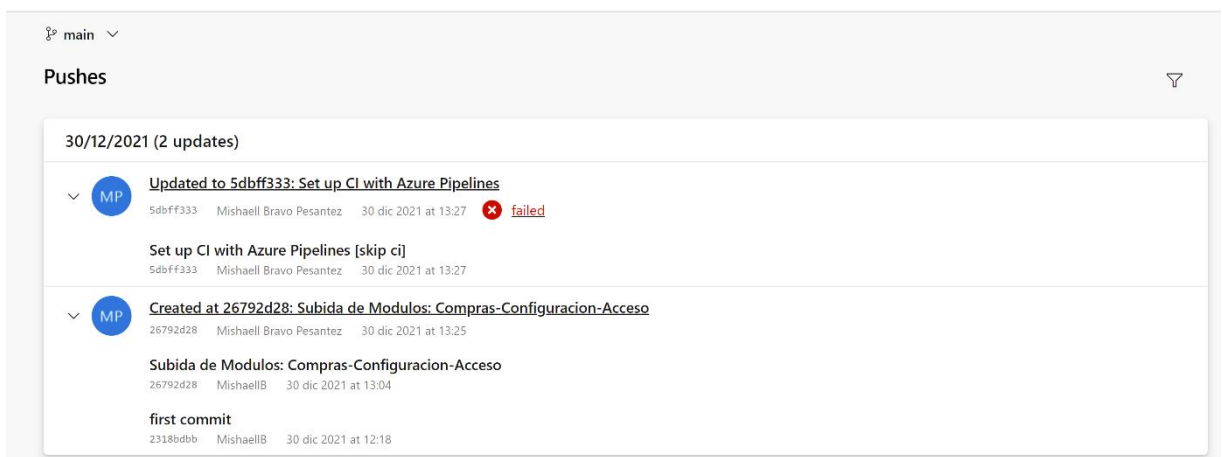 main
Pushes
30/12/2021 (2 updates)
MP
Updated to 5dbff333: Set up CI with Azure Pipelines
5dbff333 Mishaell Bravo Pesantez 30 dic 2021 at 13:27 failed
Set up CI with Azure Pipelines [skip ci]
5dbff333 Mishaell Bravo Pesantez 30 dic 2021 at 13:27
MP
Created at 26792d28: Subida de Modulos: Compras-Configuracion-Acceso
26792d28 Mishaell Bravo Pesantez 30 dic 2021 at 13:25
Subida de Modulos: Compras-Configuracion-Acceso
26792d28 MishaellB 30 dic 2021 at 13:04
first commit
2318bdbb MishaellB 30 dic 2021 at 12:18